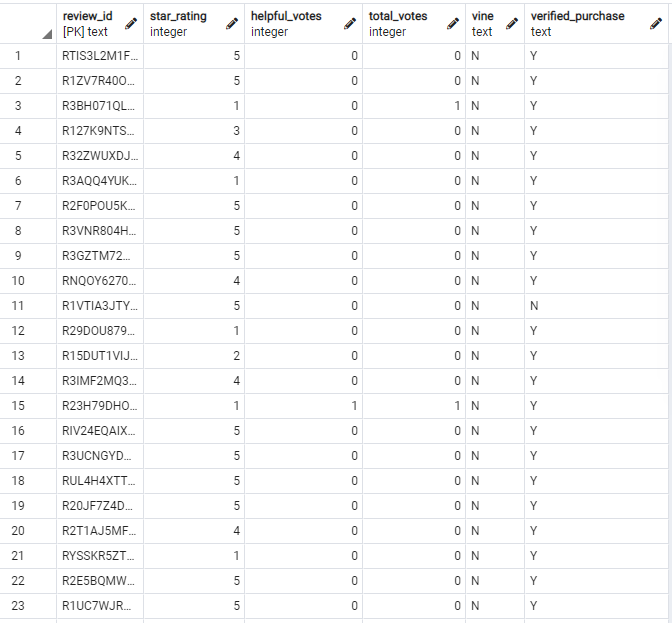 review_id star_rating helpful_votes total_votes vine verified_purchase
[PK] text integer integer integer text text
1 RTIS3L2M1F... 5 0 0 N Y
2 R1ZV7R40O... 5 0 0 N Y
3 R3BH071QL... 1 0 1 N Y
4 R127K9NTS... 3 0 0 N Y
5 R32ZWUXDJ... 4 0 0 N Y
6 R3AQQ4YUK... 1 0 0 N Y
7 R2F0POU5K... 5 0 0 N Y
8 R3VNR804H... 5 0 0 N Y
9 R3GZTM72... 5 0 0 N Y
10 RNQOY6270... 4 0 0 N Y
11 R1VTIA3JTY... 5 0 0 N N
12 R29DOU879... 1 0 0 N Y
13 R15DUT1VIJ... 2 0 0 N Y
14 R3IMF2MQ3... 4 0 0 N Y
15 R23H79DHO... 1 1 1 N Y
16 RIV24EQAIX... 5 0 0 N Y
17 R3UCNGYD... 5 0 0 N Y
18 RUL4H4XTT... 5 0 0 N Y
19 R20JF7Z4D... 5 0 0 N Y
20 R2T1AJ5MF... 4 0 0 N Y
21 RYSSKR5ZT... 1 0 0 N Y
22 R2E5BQMW... 5 0 0 N Y
23 R1UC7WJR... 5 0 0 N Y